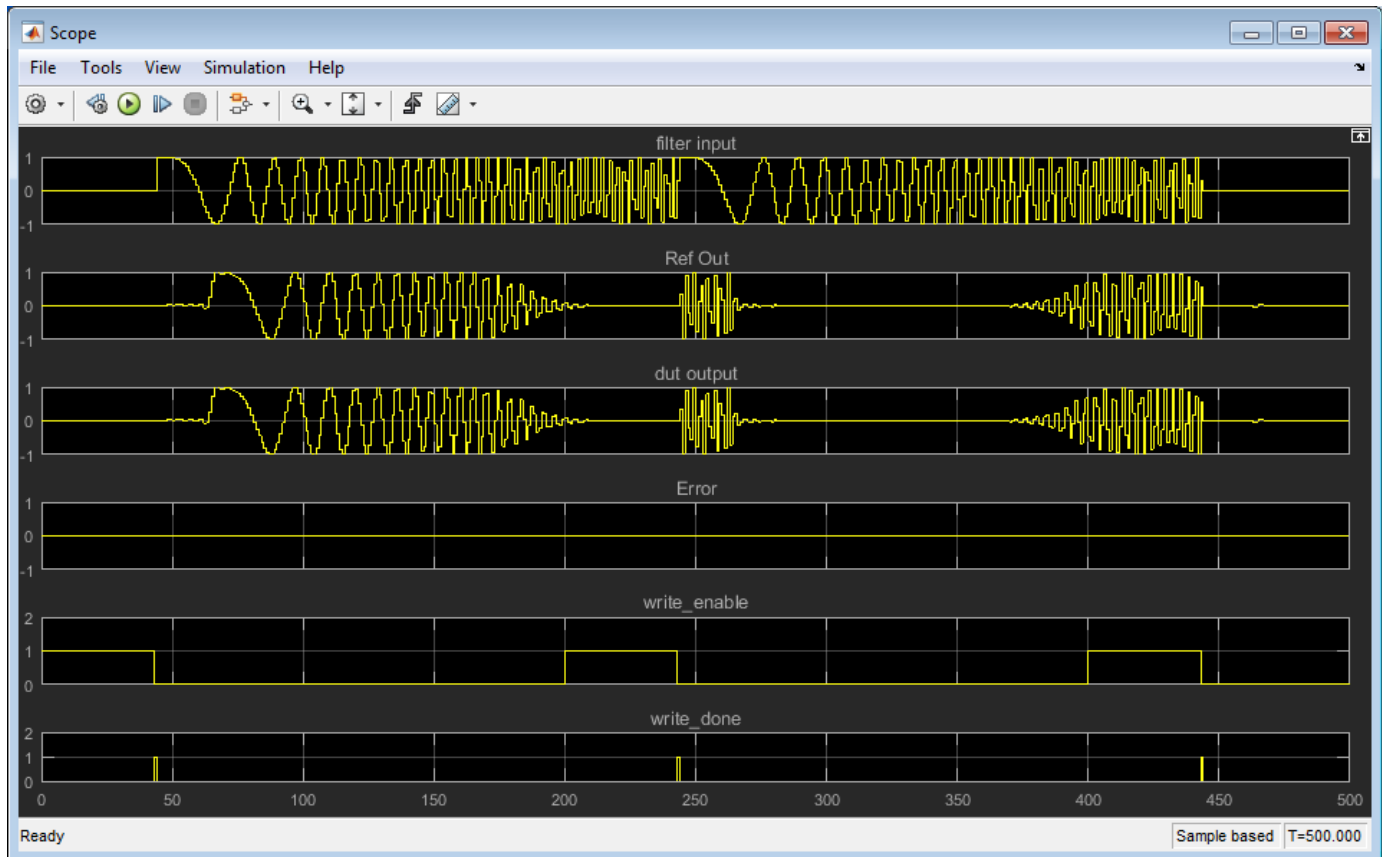 Scope
File Tools View Simulation Help
filter input
1
0
-1
Ref Out
1
0
-1
dut output
1
0
-1
Error
1
0
-1
write_enable
2
1
0
write_done
2
1
0
0 50 100 150 200 250 300 350 400 450 500
Ready Sample based T=500.000